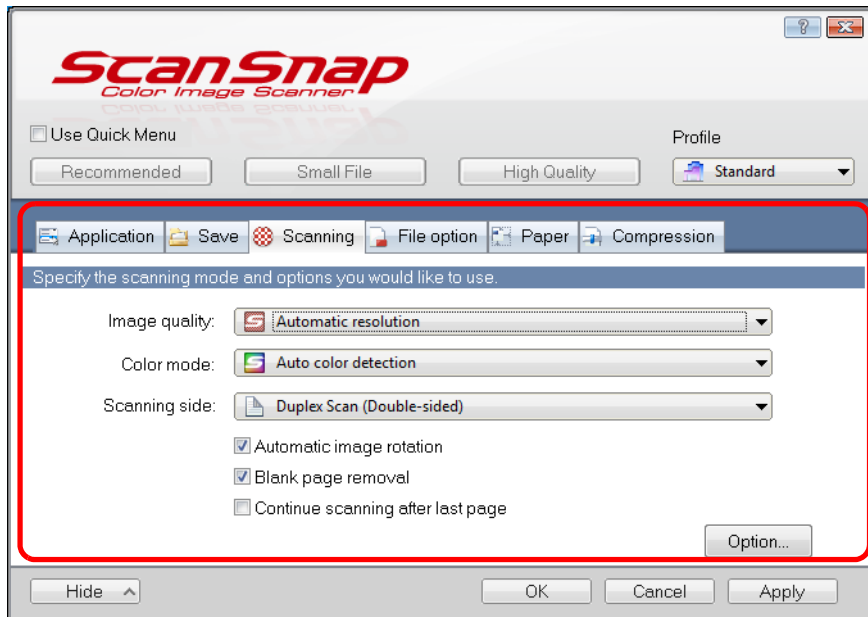 ScanSnap
Color Image Scanner
Use Quick Menu
Profile
Recommended Small File High Quality Standard
Application Save Scanning File option Paper Compression
Specify the scanning mode and options you would like to use.
Image quality: Automatic resolution
Color mode: Auto color detection
Scanning side: Duplex Scan (Double-sided)
Automatic image rotation
Blank page removal
Continue scanning after last page
Option...
Hide OK Cancel Apply